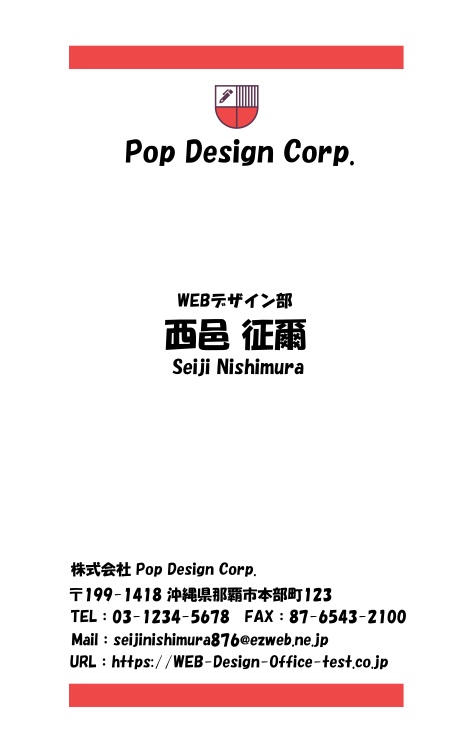 Pop Design Corp.
WEBデザイン部
西邑 征爾
Seiji Nishimura
株式会社 Pop Design Corp.
〒199-1418 沖縄県那覇市本部町123
TEL：03-1234-5678　FAX：87-6543-2100
Mail：seijinishimura876@ezweb.ne.jp
URL：https://WEB-Design-Office-test.co.jp